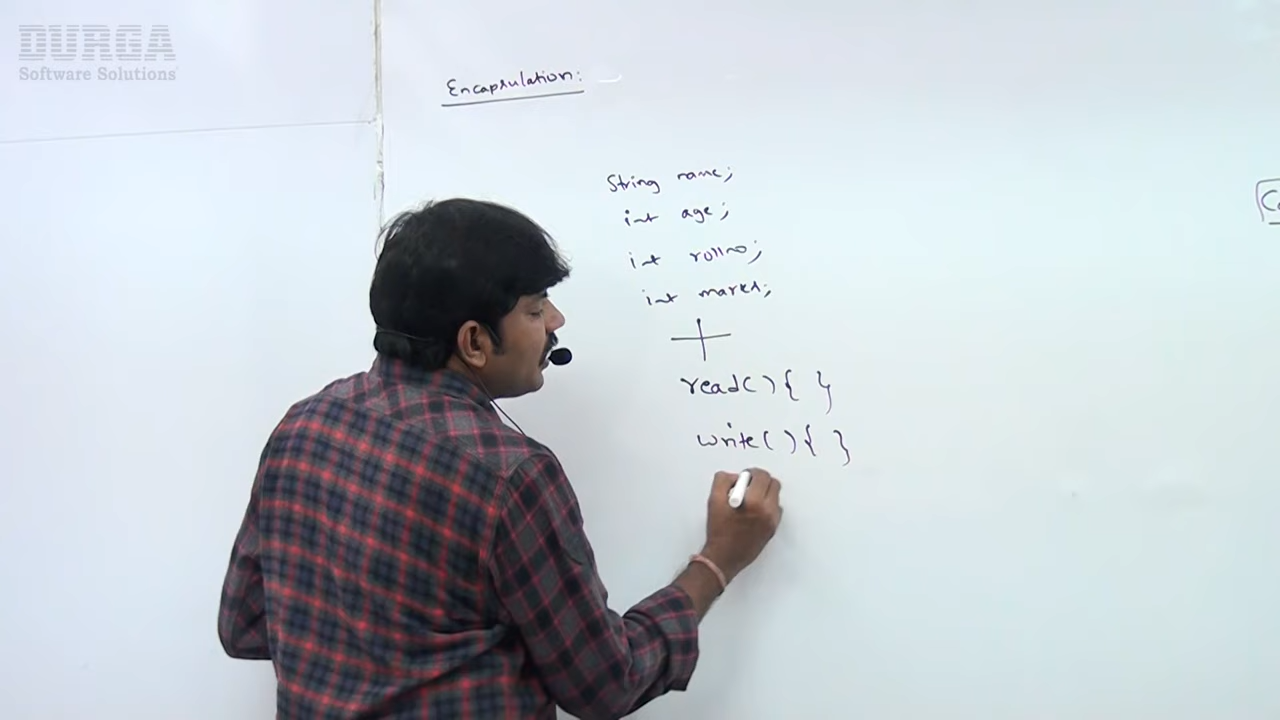 DURGA
Software Solutions
Encapsulation:
String name;
int age;
int rollno;
int marks;
+
read(){ }
write(){ }